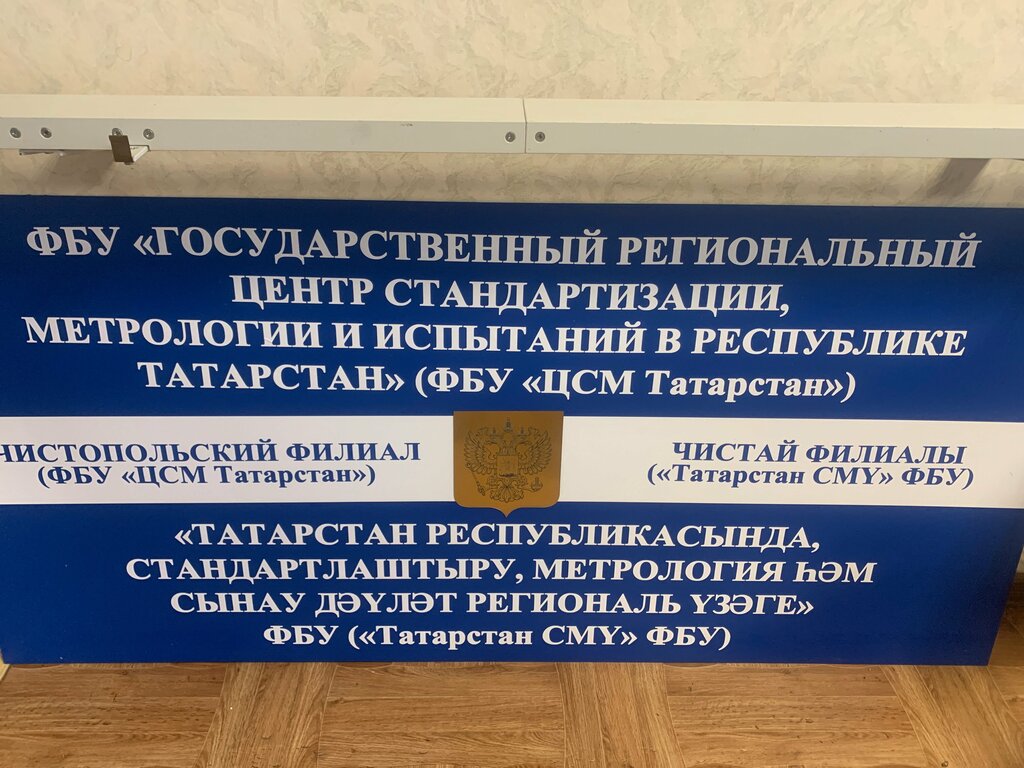 ФБУ «ГОСУДАРСТВЕННЫЙ РЕГИОНАЛЬНЫЙ
ЦЕНТР СТАНДАРТИЗАЦИИ,
МЕТРОЛОГИИ И ИСПЫТАНИЙ В РЕСПУБЛИКЕ
ТАТАРСТАН» (ФБУ «ЦСМ Татарстан»)
ЧИСТОПОЛЬСКИЙ ФИЛИАЛ
(ФБУ «ЦСМ Татарстан»)
ЧИСТАЙ ФИЛИАЛЫ
(«Татарстан СМҮ» ФБУ)
«ТАТАРСТАН РЕСПУБЛИКАСЫНДА,
СТАНДАРТЛАШТЫРУ, МЕТРОЛОГИЯ ҺӘМ
СЫНАУ ДӘҮЛӘТ РЕГИОНАЛЬ ҮЗӘГЕ»
ФБУ («Татарстан СМҮ» ФБУ)